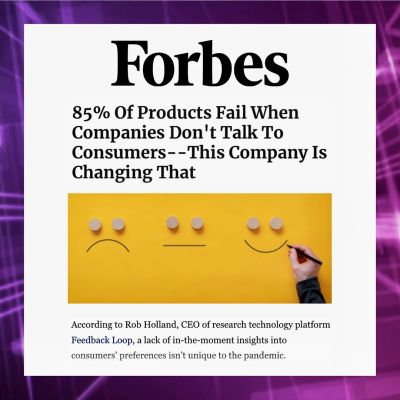 Forbes
85% Of Products Fail When
Companies Don't Talk To
Consumers--This Company Is
Changing That
According to Rob Holland, CEO of research technology platform
Feedback Loop, a lack of in-the-moment insights into
consumers' preferences isn't unique to the pandemic.